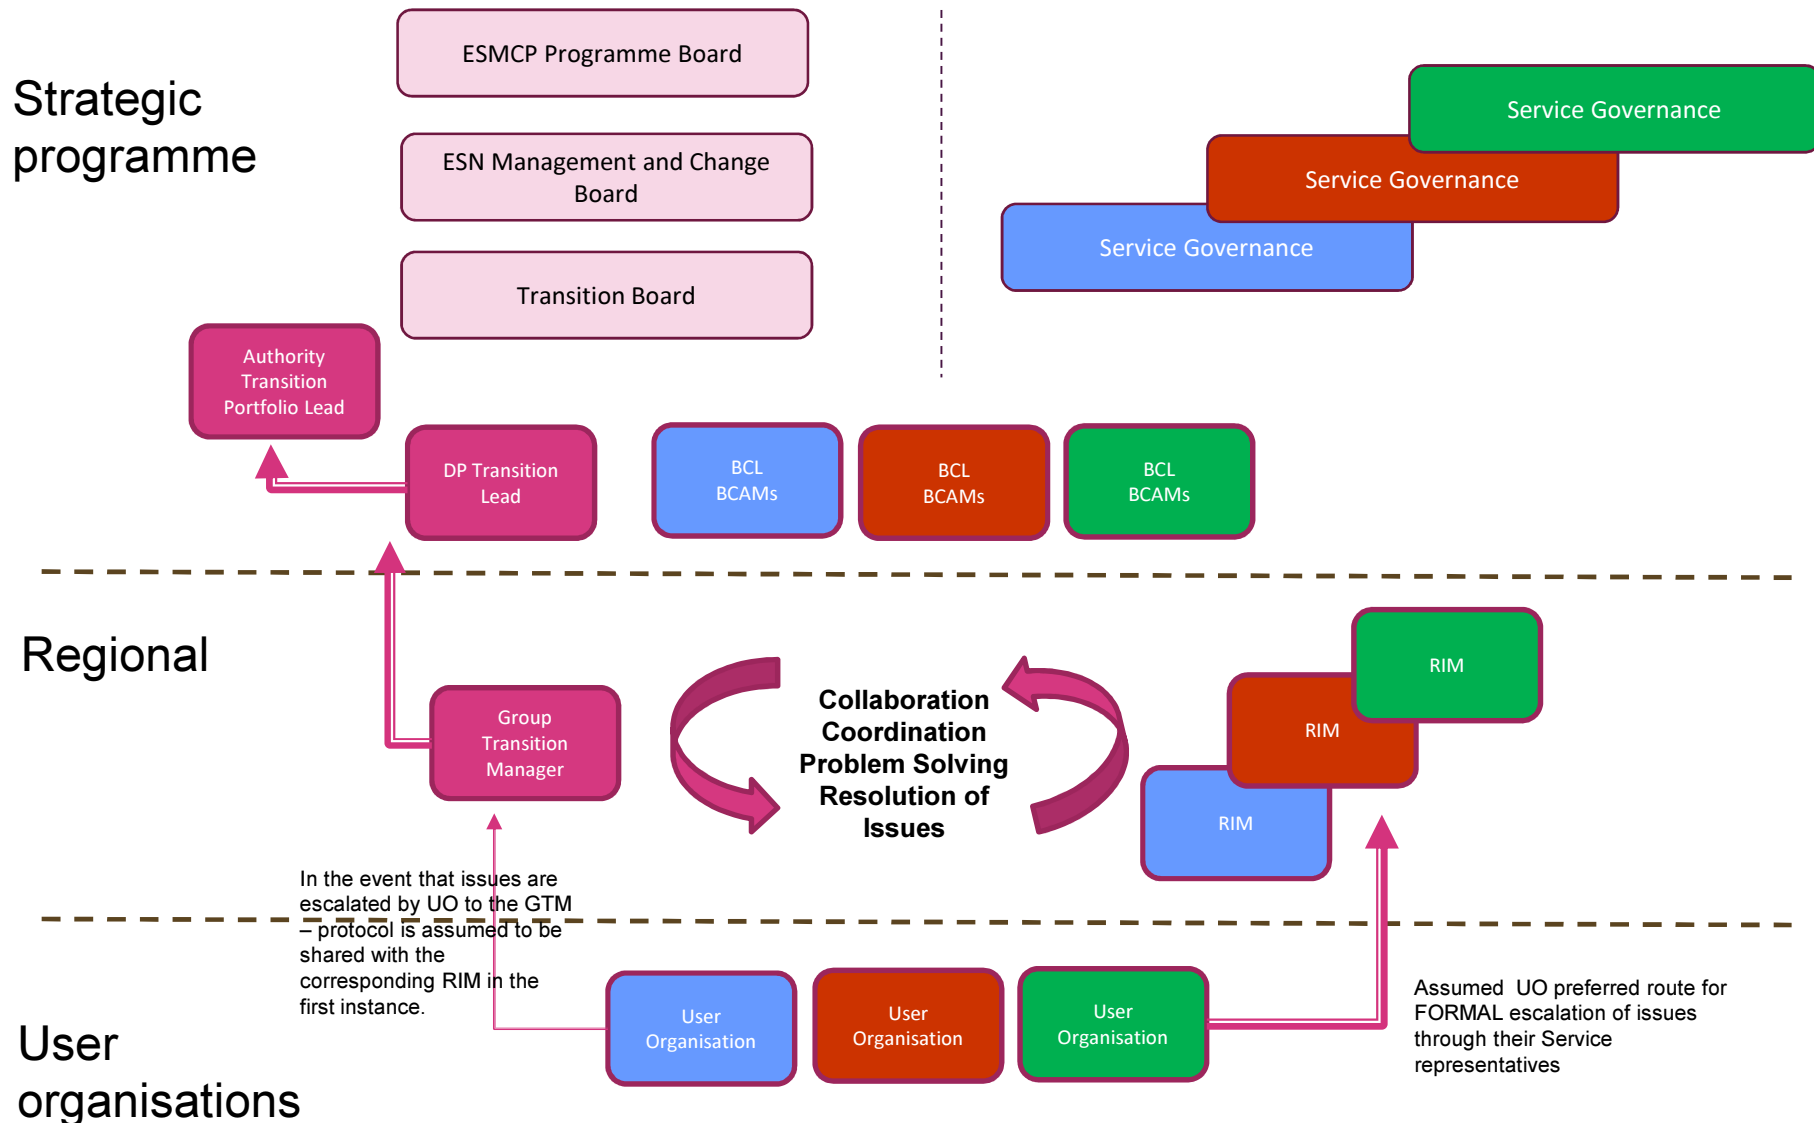 Strategic
programme
ESMCP Programme Board
ESN Management and Change
Board
Transition Board
Service Governance
Service Governance
Service Governance
Authority
Transition
Portfolio Lead
DP Transition
Lead
BCL
BCAMs
BCL
BCAMs
BCL
BCAMs
Regional
Group
Transition
Manager
Collaboration
Coordination
Problem Solving
Resolution of
Issues
RIM
RIM
RIM
In the event that issues are
escalated by UO to the GTM
– protocol is assumed to be
shared with the
corresponding RIM in the
first instance.
User
organisations
User
Organisation
User
Organisation
User
Organisation
Assumed  UO preferred route for
FORMAL escalation of issues
through their Service
representatives